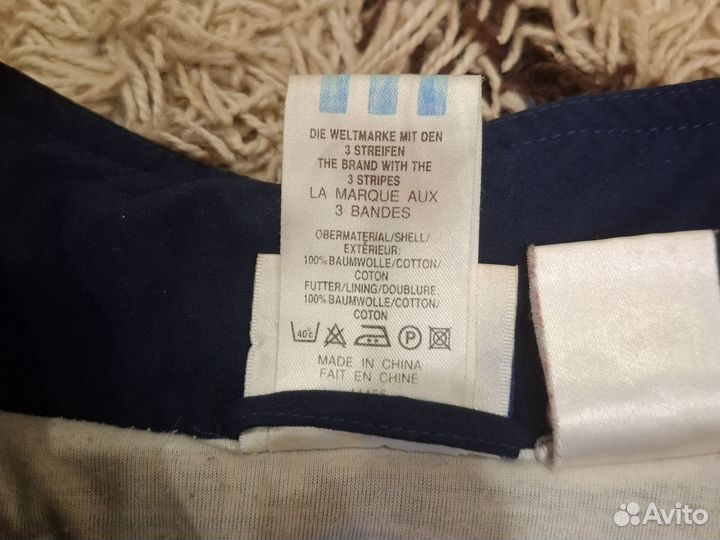 DIE WELTMARKE MIT DEN
3 STREIFEN
THE BRAND WITH THE
3 STRIPES
LA MARQUE AUX
3 BANDES
OBERMATERIAL/SHELL/
EXTÉRIEUR:
100% BAUMWOLLE/COTTON/
COTON
FUTTER/LINING/DOUBLURE:
100% BAUMWOLLE/COTTON/
COTON
40°C P
MADE IN CHINA
FAIT EN CHINE
Avito